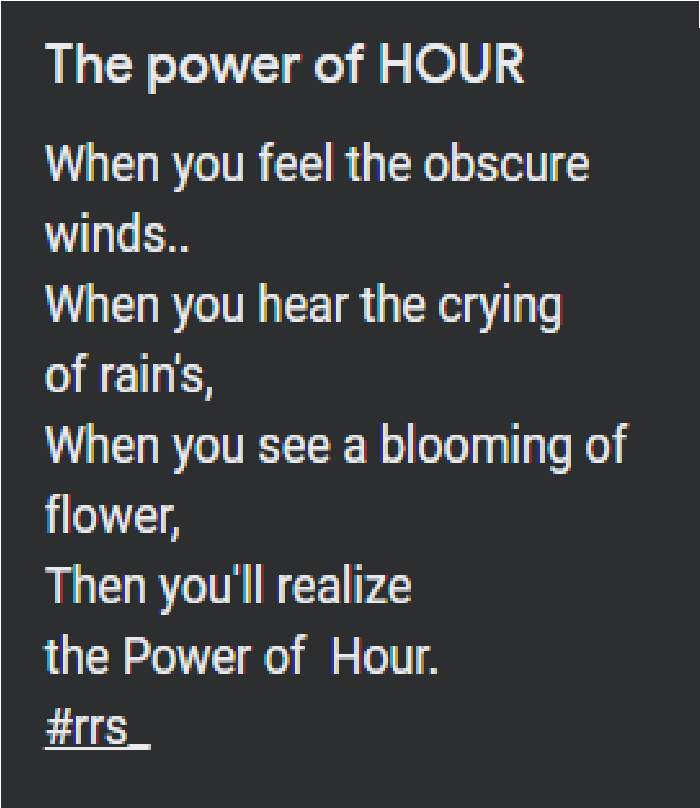 The power of HOUR
When you feel the obscure
winds..
When you hear the crying
of rain's,
When you see a blooming of
flower,
Then you'll realize
the Power of  Hour.
#rrs_